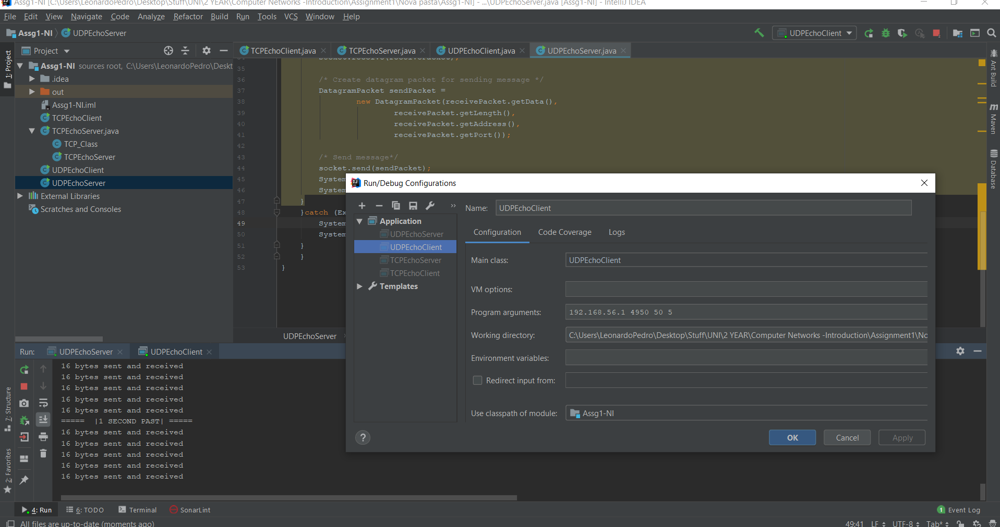 Assg1-NI [C:\Users\LeonardoPedro\Desktop\Stuff\UNI\2 YEAR\Computer Networks -Introduction\Assignment1\Nova pasta\Assg1-NI] - ...\UDPEchoServer.java [Assg1-NI] - IntelliJ IDEA
File Edit View Navigate Code Analyze Refactor Build Run Tools VCS Window Help
Assg1-NI UDPEchoServer
UDPEchoClient
1: Project
Project
Assg1-NI sources root, C:\Users\LeonardoPedro\Deskt
.idea
out
Assg1-NI.iml
TCPEchoClient
TCPEchoServer.java
TCP_Class
TCPEchoServer
UDPEchoClient
UDPEchoServer
External Libraries
Scratches and Consoles
TCPEchoClient.java TCPEchoServer.java UDPEchoClient.java UDPEchoServer.java
34 socket.receive(receivePacket);
35
36 /* Create datagram packet for sending message */
37 DatagramPacket sendPacket =
38 new DatagramPacket(receivePacket.getData(),
39 receivePacket.getLength(),
40 receivePacket.getAddress(),
41 receivePacket.getPort());
42
43 /* Send message*/
44 socket.send(sendPacket);
45 System
46 System
47 }
48 }catch (Ex
49 System
50 System
51 }
52 }
53 }
UDPEchoServer
Ant Build
Maven
Database
Run/Debug Configurations
Application
UDPEchoServer
UDPEchoClient
TCPEchoServer
TCPEchoClient
Templates
Name: UDPEchoClient
Configuration Code Coverage Logs
Main class: UDPEchoClient
VM options:
Program arguments: 192.168.56.1 4950 50 5
Working directory: C:\Users\LeonardoPedro\Desktop\Stuff\UNI\2 YEAR\Computer Networks -Introduction\Assignment1\No
Environment variables:
Redirect input from:
Use classpath of module: Assg1-NI
? OK Cancel Apply
Run: UDPEchoServer UDPEchoClient
16 bytes sent and received
16 bytes sent and received
16 bytes sent and received
16 bytes sent and received
16 bytes sent and received
===== |1 SECOND PAST| =====
16 bytes sent and received
16 bytes sent and received
16 bytes sent and received
16 bytes sent and received
16 bytes sent and received
7: Structure
2: Favorites
4: Run 6: TODO Terminal SonarLint
1 Event Log
All files are up-to-date (moments ago)
49:41 LF UTF-8 Tab*